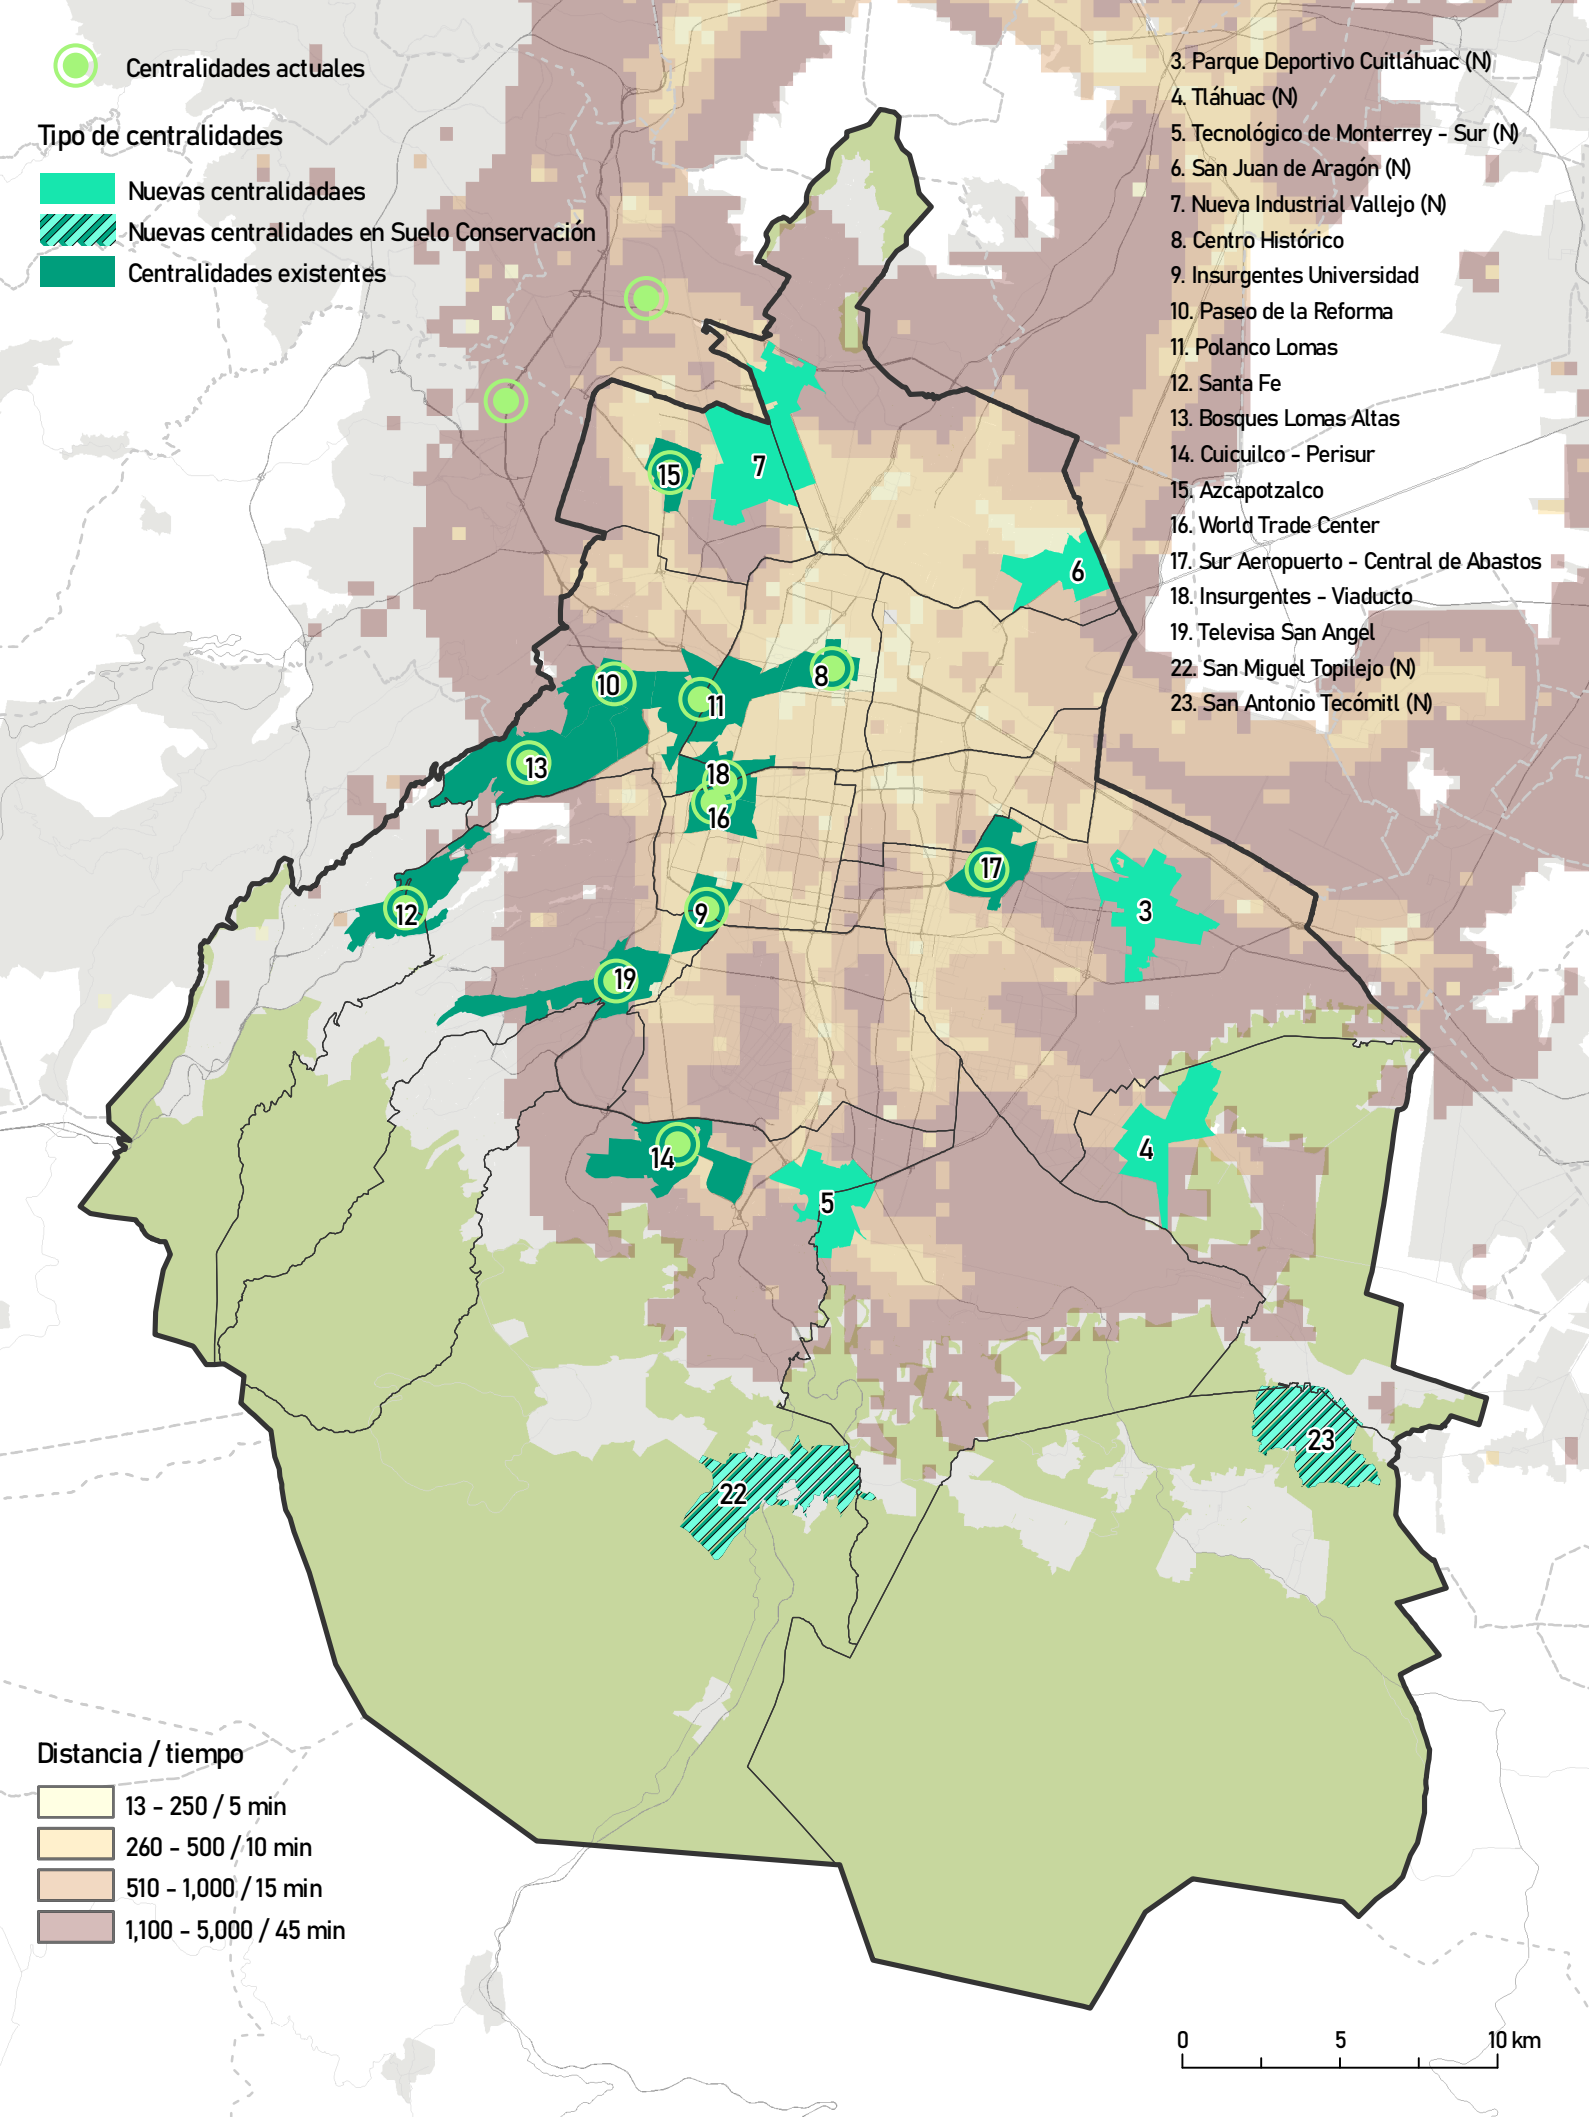 Centralidades actuales
Tipo de centralidades
Nuevas centralidadaes
Nuevas centralidades en Suelo Conservación
Centralidades existentes
3. Parque Deportivo Cuitláhuac (N)
4. Tláhuac (N)
5. Tecnológico de Monterrey - Sur (N)
6. San Juan de Aragón (N)
7. Nueva Industrial Vallejo (N)
8. Centro Histórico
9. Insurgentes Universidad
10. Paseo de la Reforma
11. Polanco Lomas
12. Santa Fe
13. Bosques Lomas Altas
14. Cuicuilco - Perisur
15. Azcapotzalco
16. World Trade Center
17. Sur Aeropuerto - Central de Abastos
18. Insurgentes - Viaducto
19. Televisa San Angel
22. San Miguel Topilejo (N)
23. San Antonio Tecómitl (N)
15
7
6
10
11
8
13
18
16
17
12
9
3
19
14
4
5
23
22
Distancia / tiempo
13 - 250 / 5 min
260 - 500 / 10 min
510 - 1,000 / 15 min
1,100 - 5,000 / 45 min
0 5 10 km